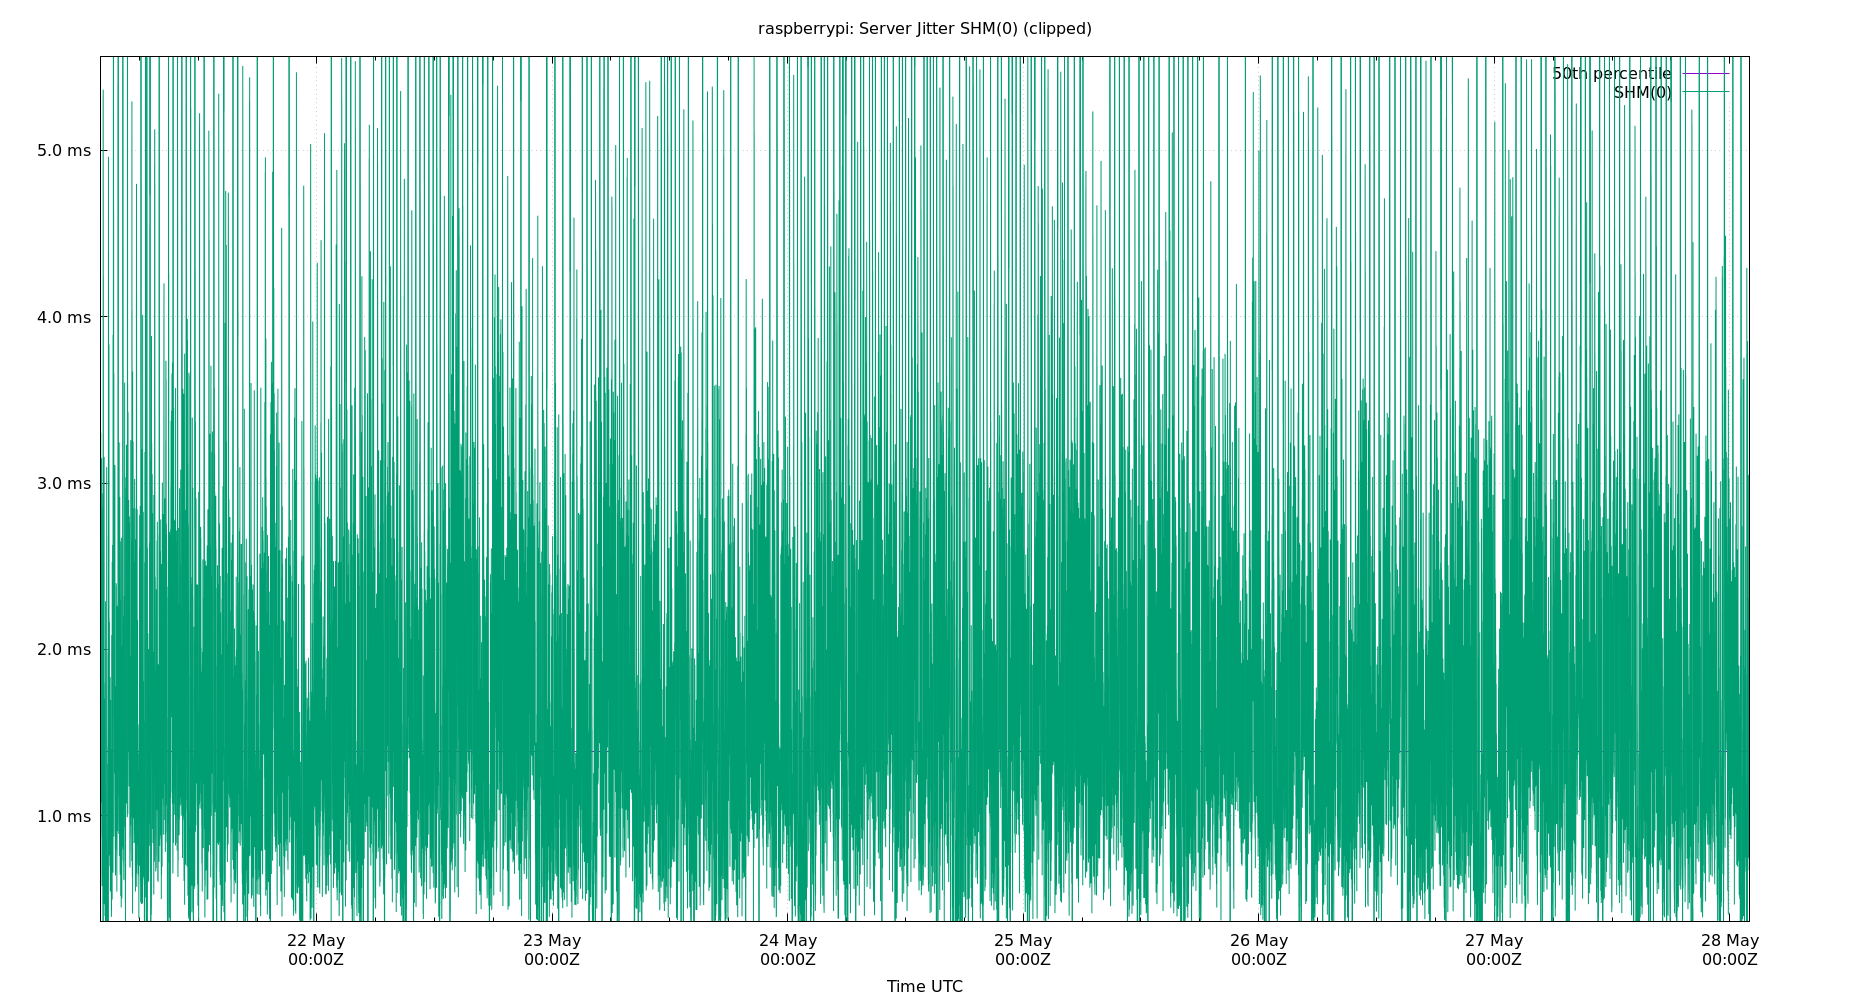 raspberrypi: Server Jitter SHM(0) (clipped)
50th percentile
SHM(0)
5.0 ms
4.0 ms
3.0 ms
2.0 ms
1.0 ms
22 May
00:00Z
23 May
00:00Z
24 May
00:00Z
25 May
00:00Z
26 May
00:00Z
27 May
00:00Z
28 May
00:00Z
Time UTC